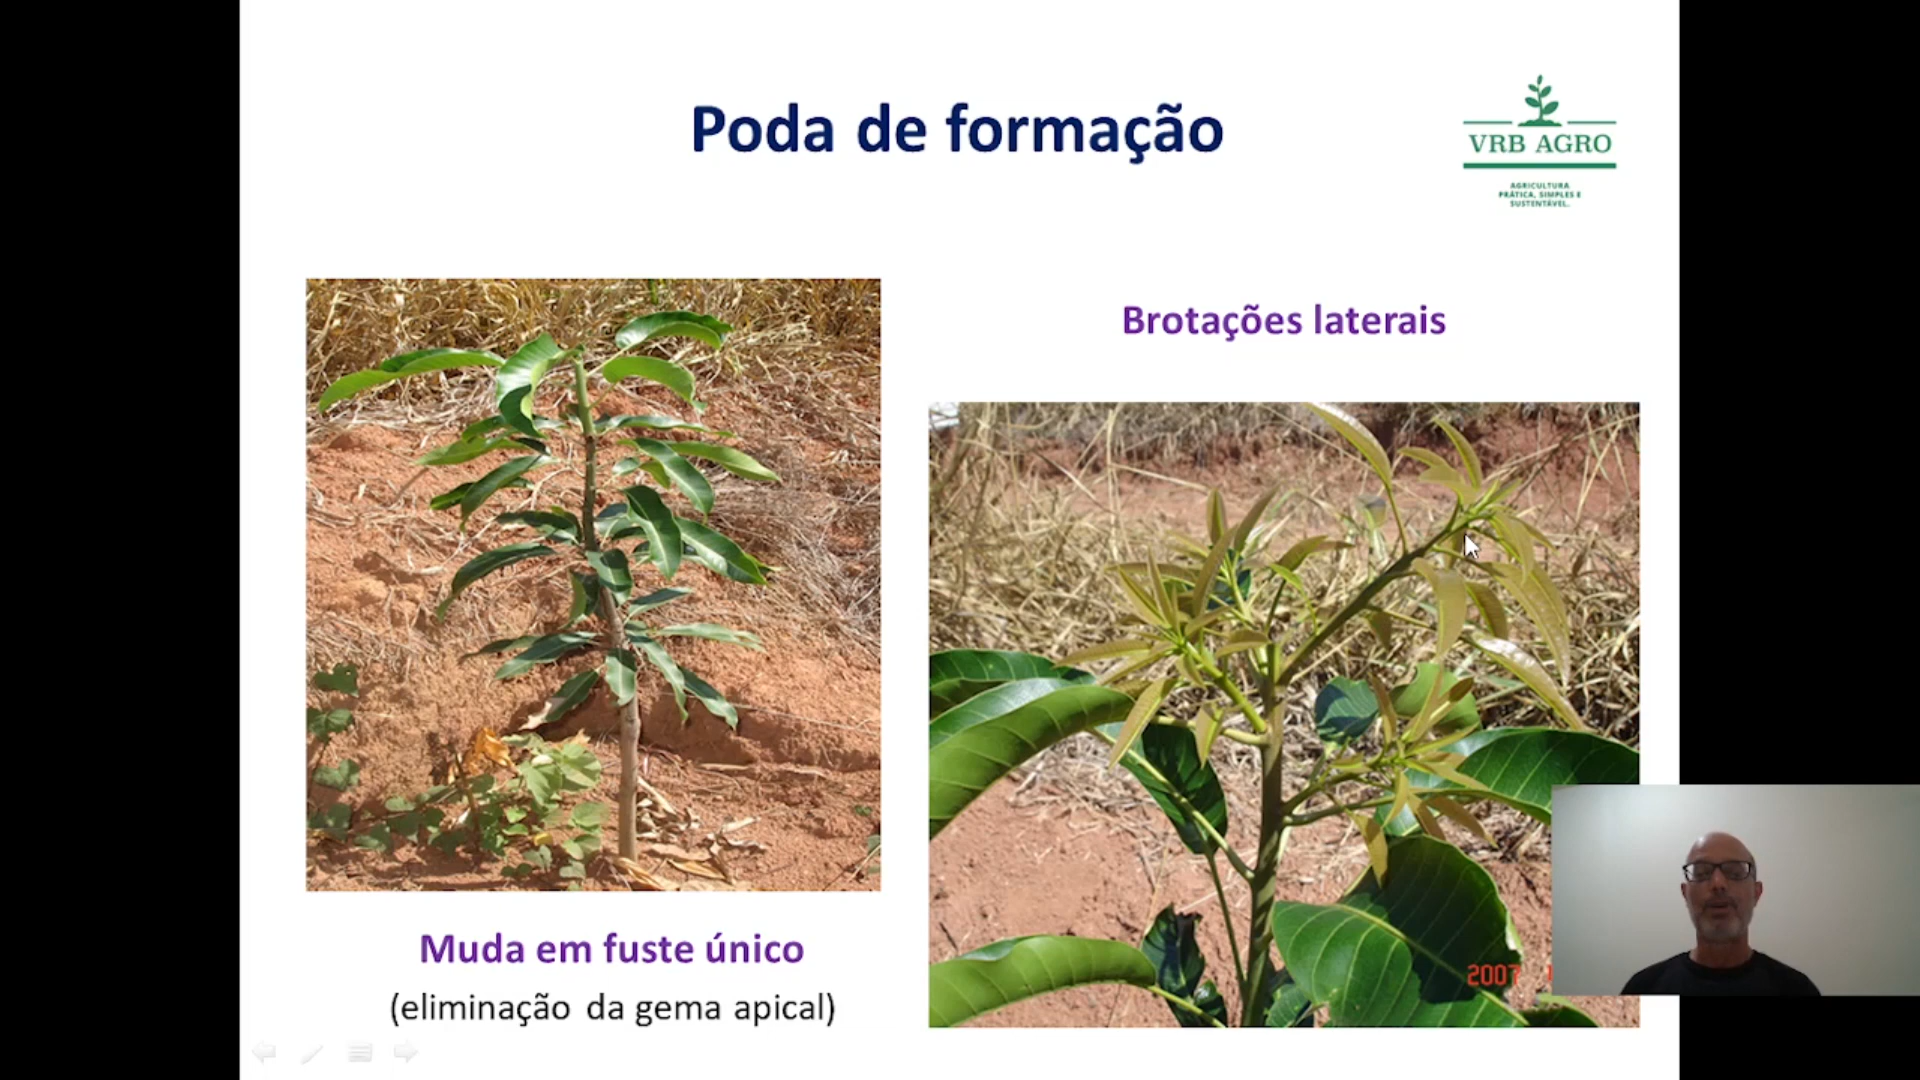 Poda de formação
VRB AGRO
AGRICULTURA
PRÁTICA, SIMPLES E
SUSTENTÁVEL.
Brotações laterais
Muda em fuste único
(eliminação da gema apical)
2007